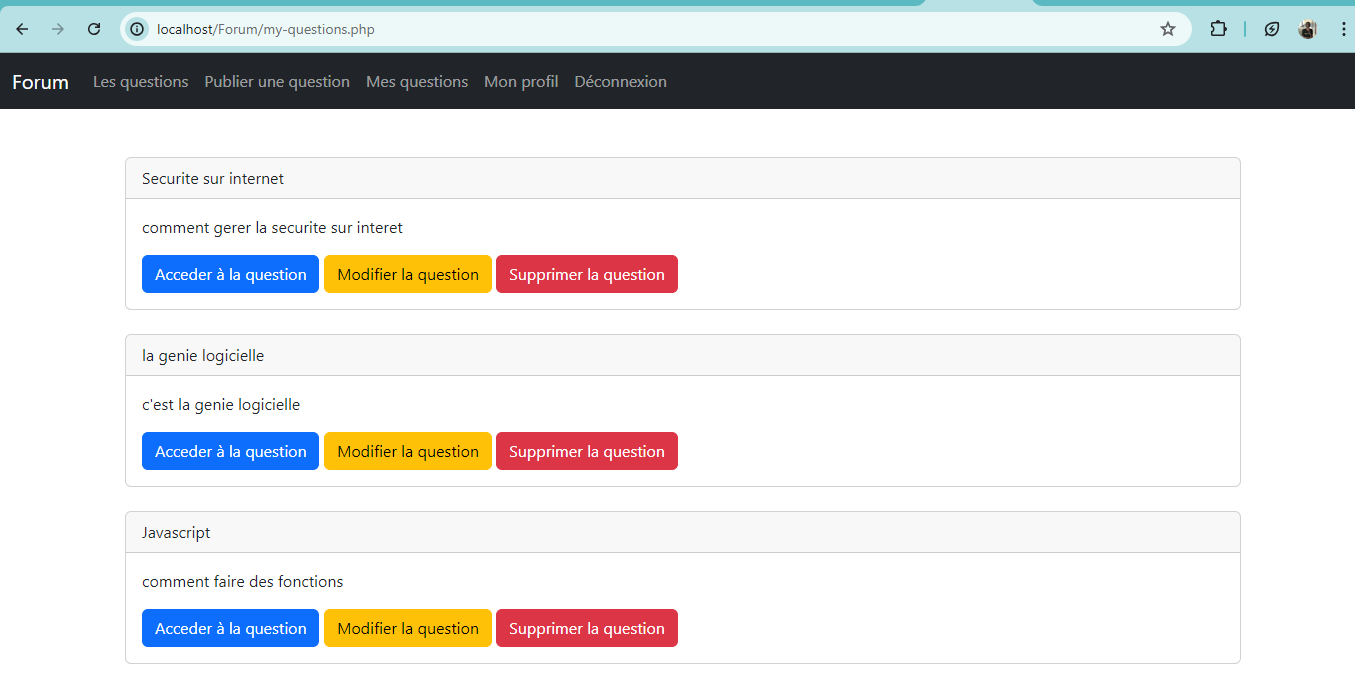 localhost/Forum/my-questions.php
Forum Les questions Publier une question Mes questions Mon profil Déconnexion
Securite sur internet
comment gerer la securite sur interet
Acceder à la question Modifier la question Supprimer la question
la genie logicielle
c'est la genie logicielle
Acceder à la question Modifier la question Supprimer la question
Javascript
comment faire des fonctions
Acceder à la question Modifier la question Supprimer la question